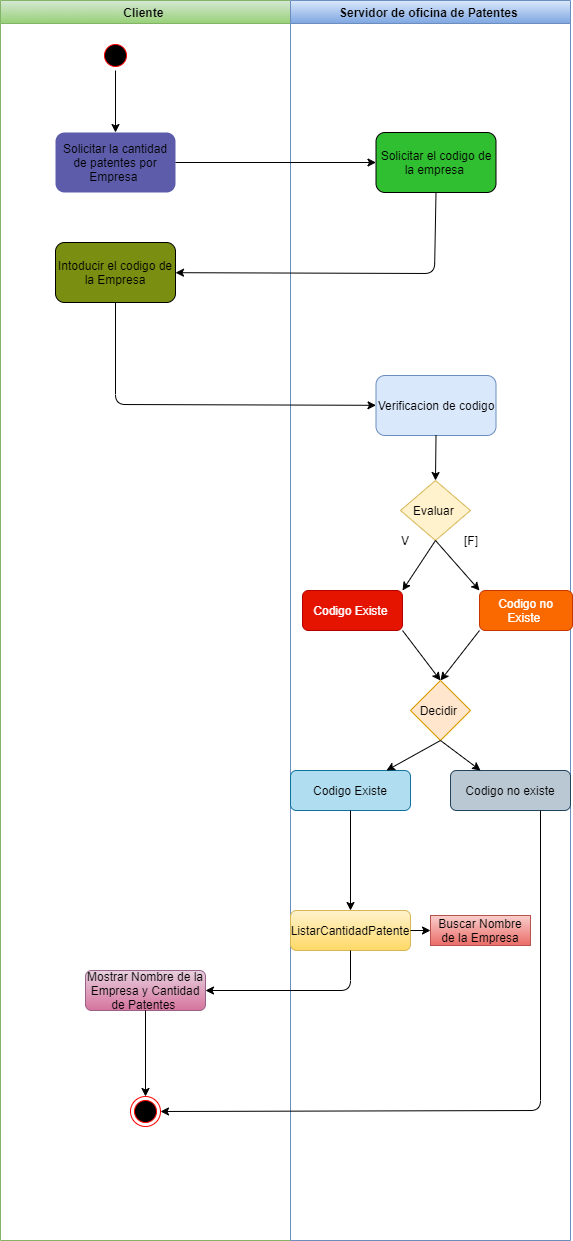 Cliente
Servidor de oficina de Patentes
Solicitar la cantidad
de patentes por
Empresa
Solicitar el codigo de
la empresa
Intoducir el codigo de
la Empresa
Verificacion de codigo
Evaluar
V
[F]
Codigo Existe
Codigo no
Existe
Decidir
Codigo Existe
Codigo no existe
ListarCantidadPatente
Buscar Nombre
de la Empresa
Mostrar Nombre de la
Empresa y Cantidad
de Patentes